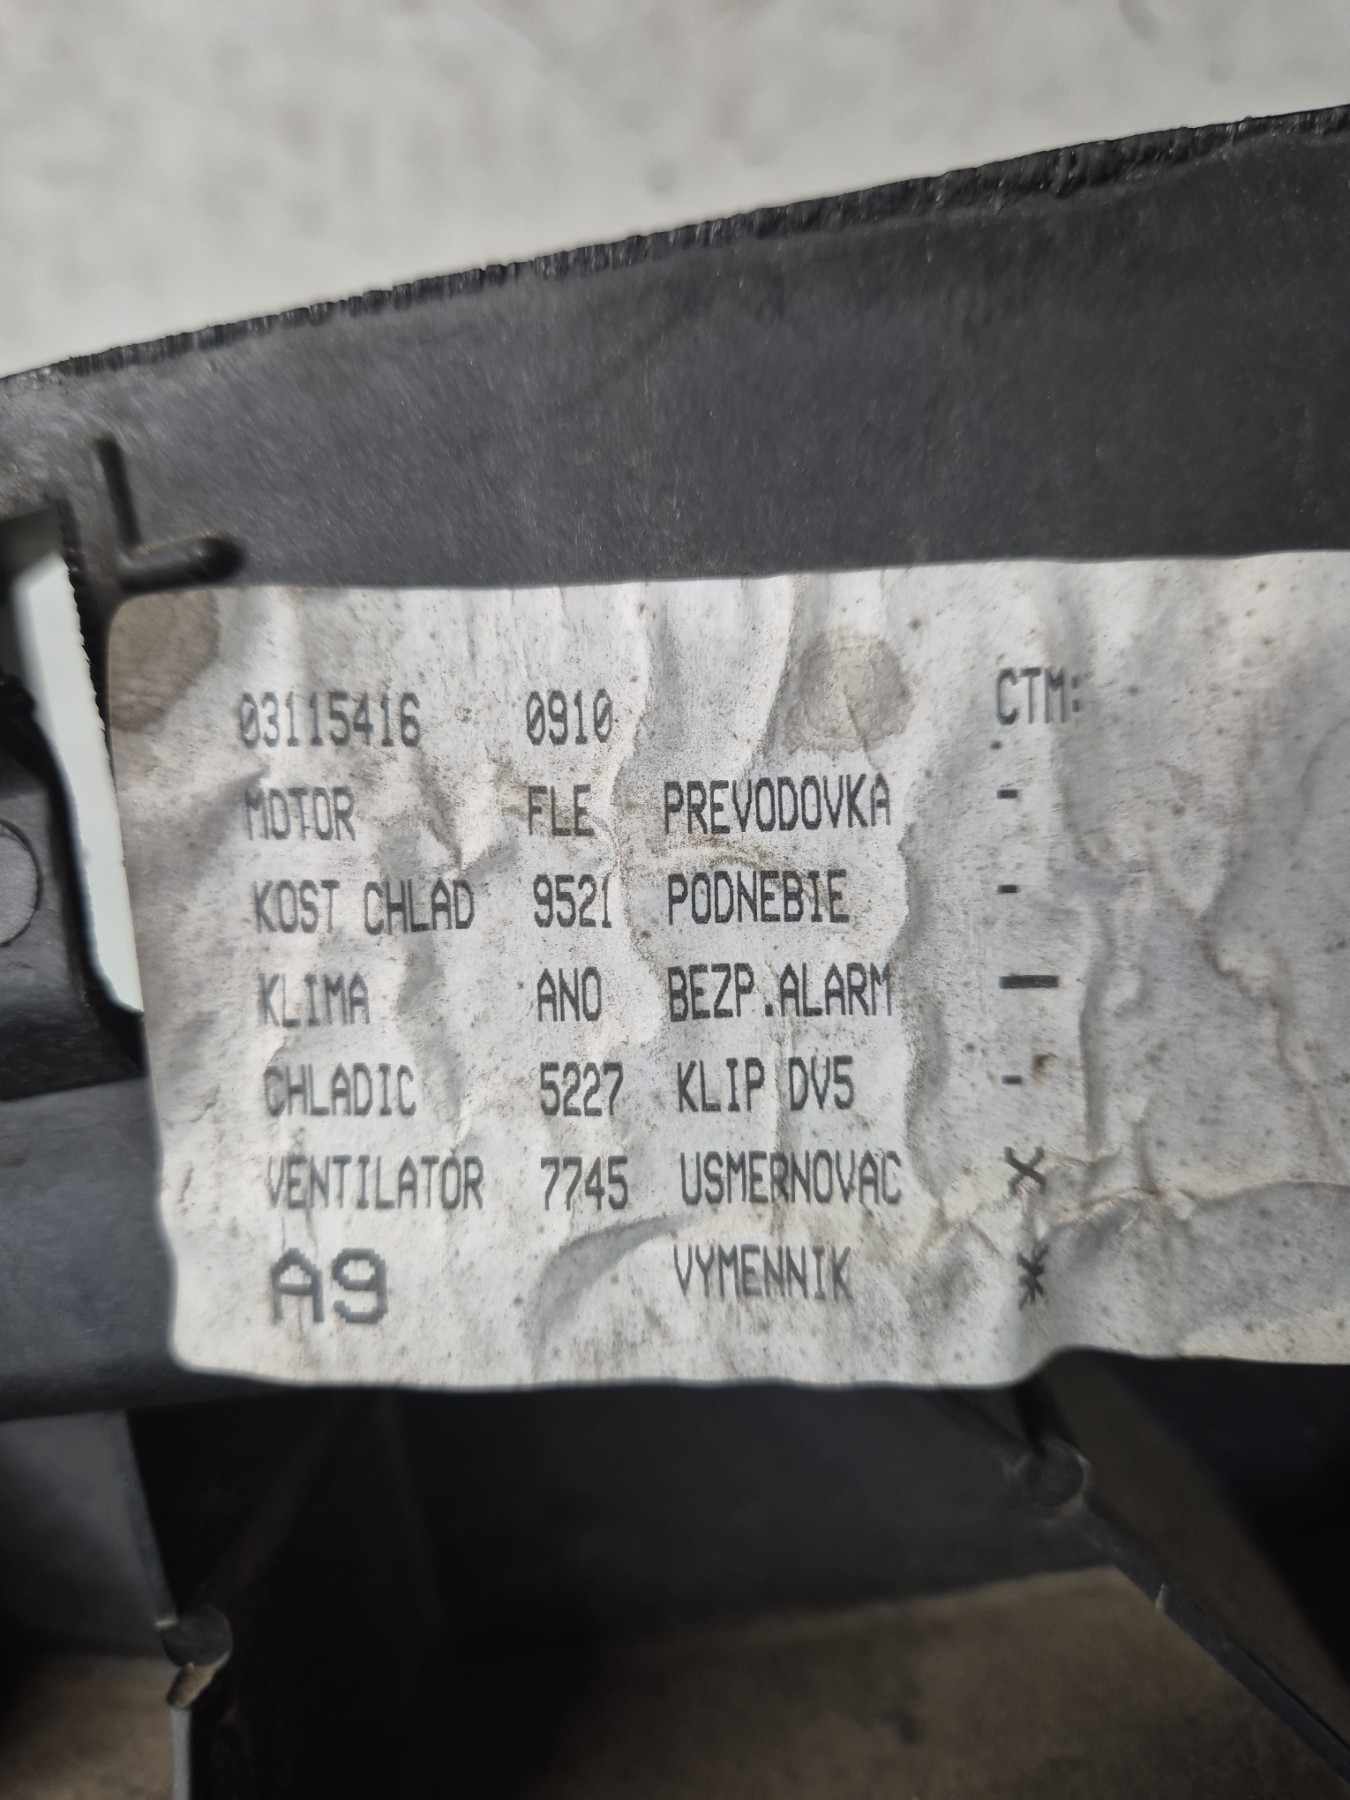 03115416 0910 CTM:
MOTOR FLE PREVODOVKA -
KOST CHLAD 9521 PODNEBIE -
KLIMA ANO BEZP.ALARM —
CHLADIC 5227 KLIP DV5 -
VENTILATOR 7745 USMERNOVAC X
A9 VYMENNIK *